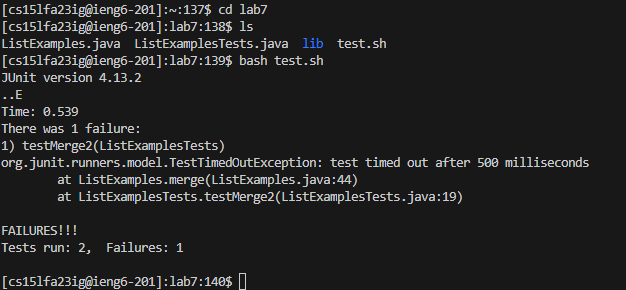 [cs15lfa23ig@ieng6-201]:~:137$ cd lab7
[cs15lfa23ig@ieng6-201]:lab7:138$ ls
ListExamples.java  ListExamplesTests.java  lib  test.sh
[cs15lfa23ig@ieng6-201]:lab7:139$ bash test.sh
JUnit version 4.13.2
..E
Time: 0.539
There was 1 failure:
1) testMerge2(ListExamplesTests)
org.junit.runners.model.TestTimedOutException: test timed out after 500 milliseconds
        at ListExamples.merge(ListExamples.java:44)
        at ListExamplesTests.testMerge2(ListExamplesTests.java:19)

FAILURES!!!
Tests run: 2,  Failures: 1

[cs15lfa23ig@ieng6-201]:lab7:140$